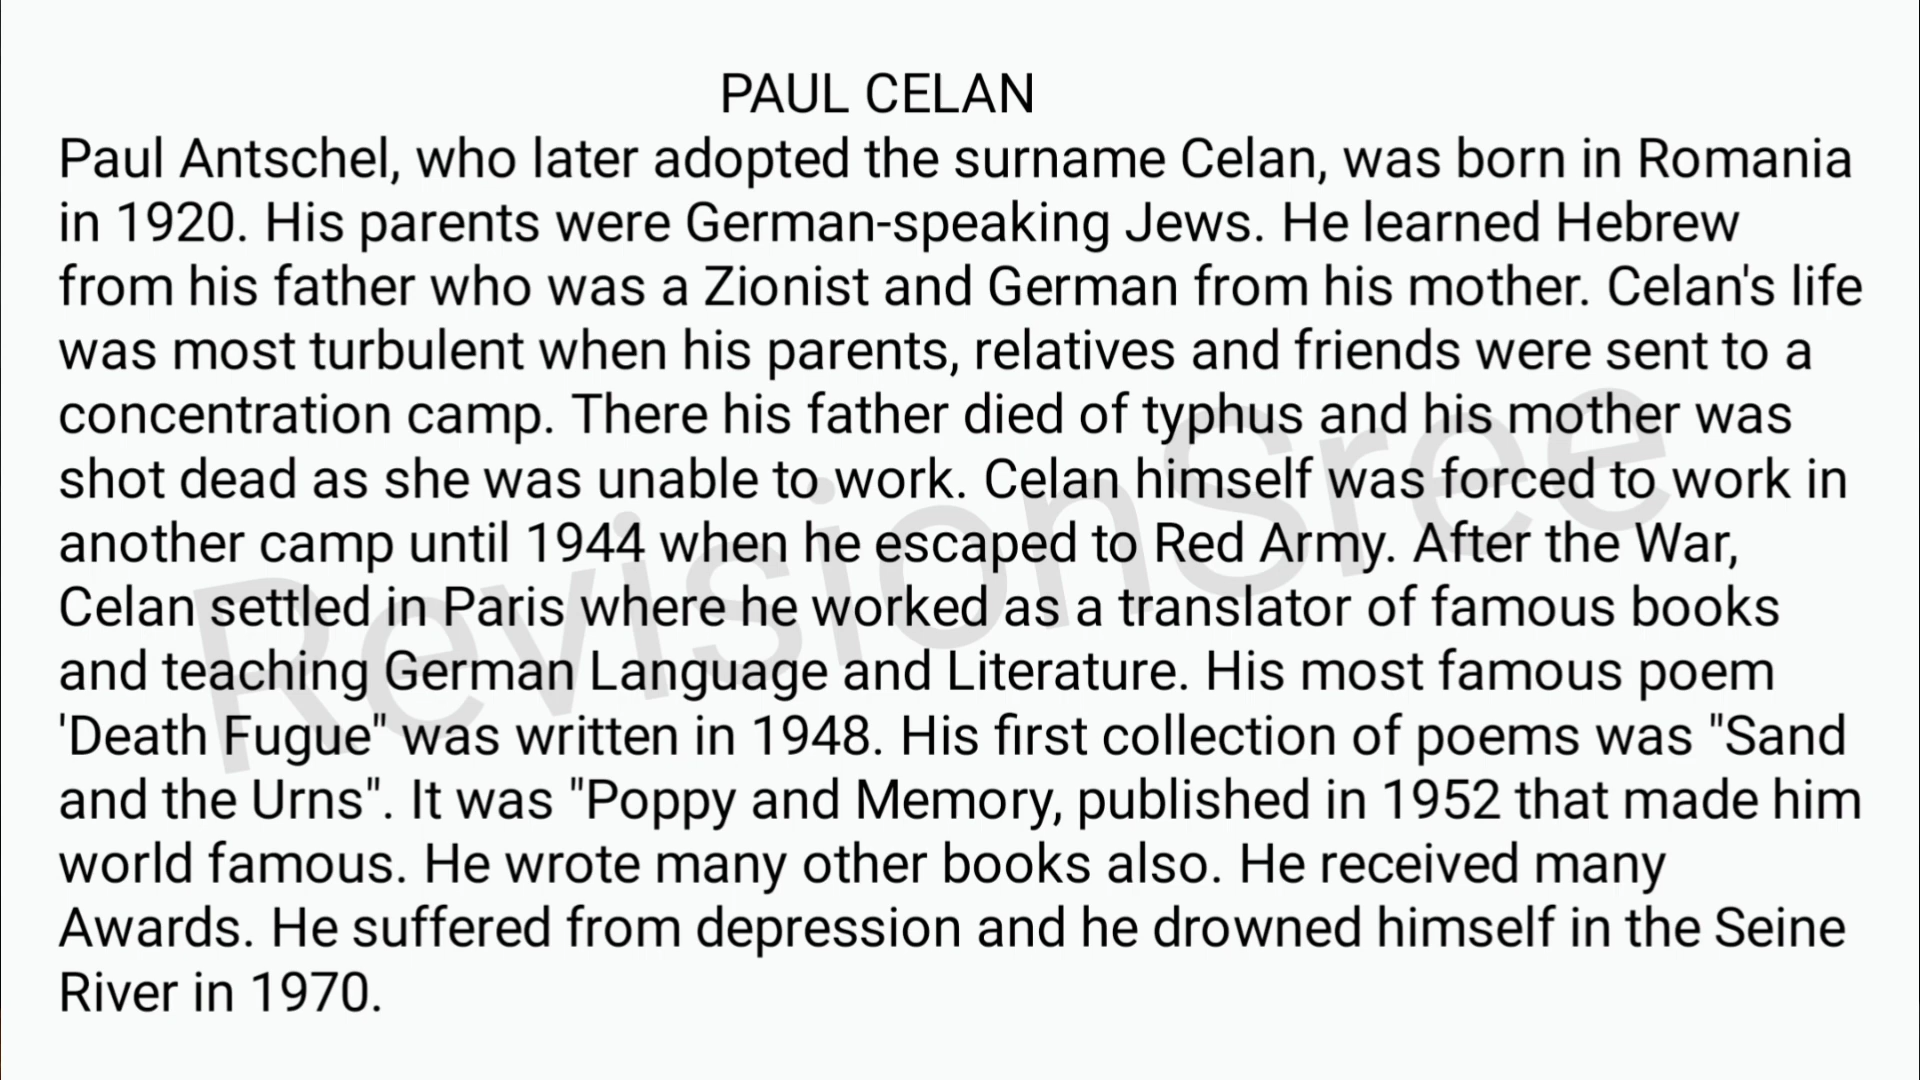 PAUL CELAN
Paul Antschel, who later adopted the surname Celan, was born in Romania
in 1920. His parents were German-speaking Jews. He learned Hebrew
from his father who was a Zionist and German from his mother. Celan's life
was most turbulent when his parents, relatives and friends were sent to a
concentration camp. There his father died of typhus and his mother was
shot dead as she was unable to work. Celan himself was forced to work in
another camp until 1944 when he escaped to Red Army. After the War,
Celan settled in Paris where he worked as a translator of famous books
and teaching German Language and Literature. His most famous poem
'Death Fugue" was written in 1948. His first collection of poems was "Sand
and the Urns". It was "Poppy and Memory, published in 1952 that made him
world famous. He wrote many other books also. He received many
Awards. He suffered from depression and he drowned himself in the Seine
River in 1970.
RevisionSree